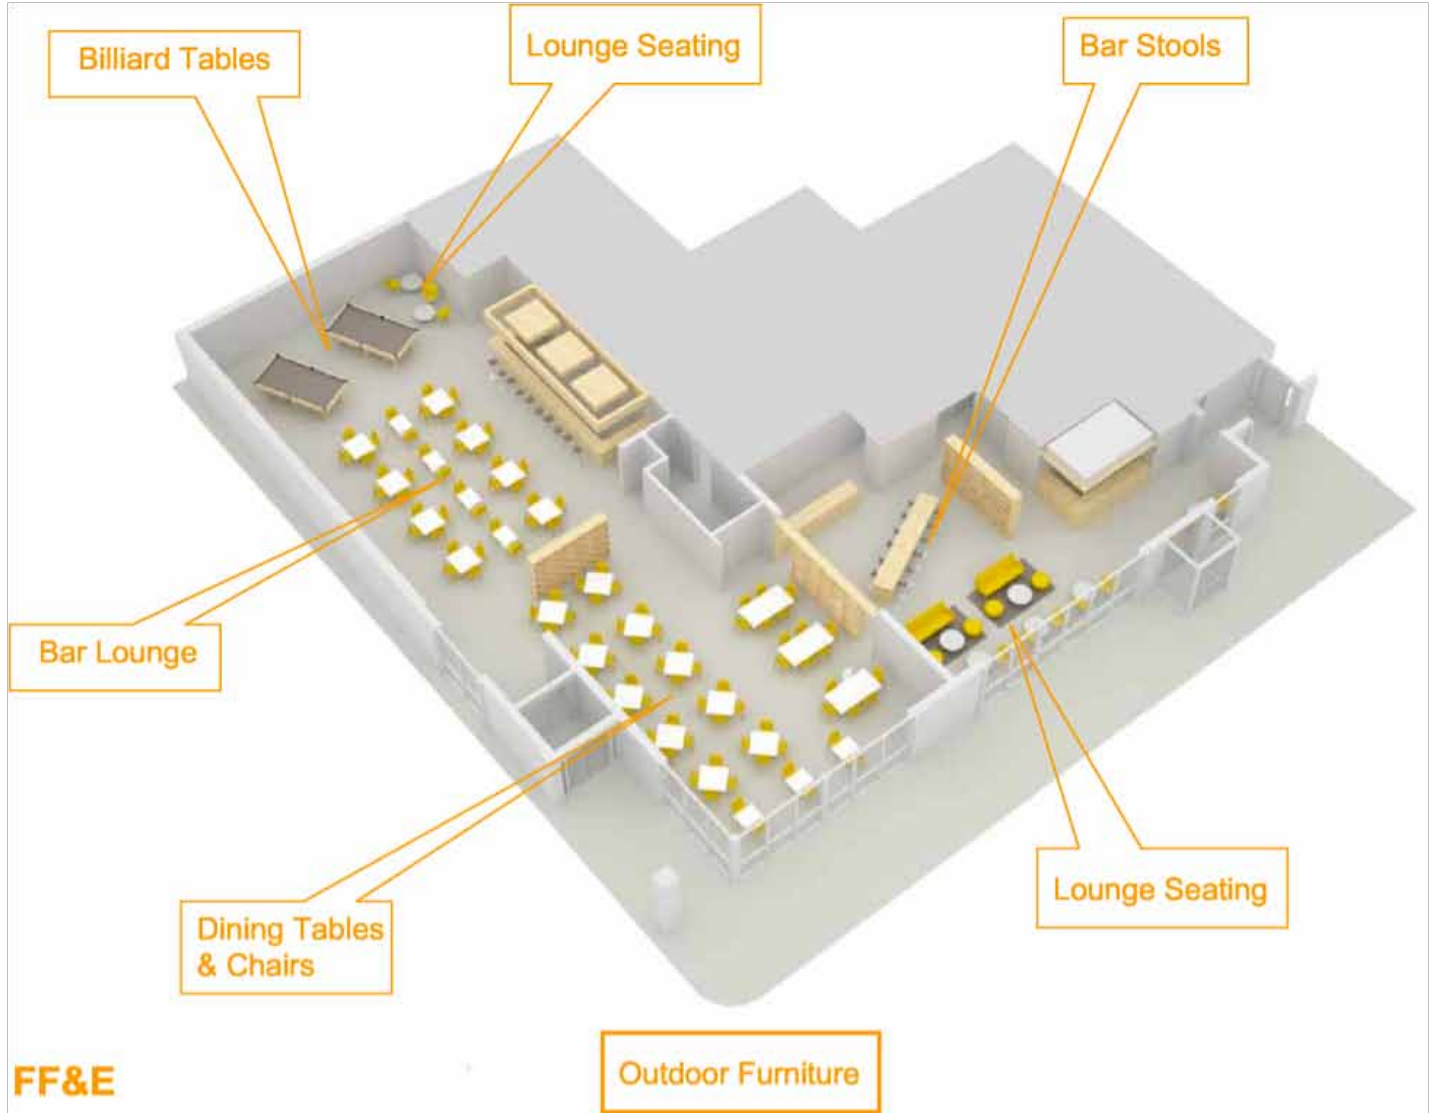 Billiard Tables
Lounge Seating
Bar Stools
Bar Lounge
Lounge Seating
Dining Tables
& Chairs
Outdoor Furniture
FF&E